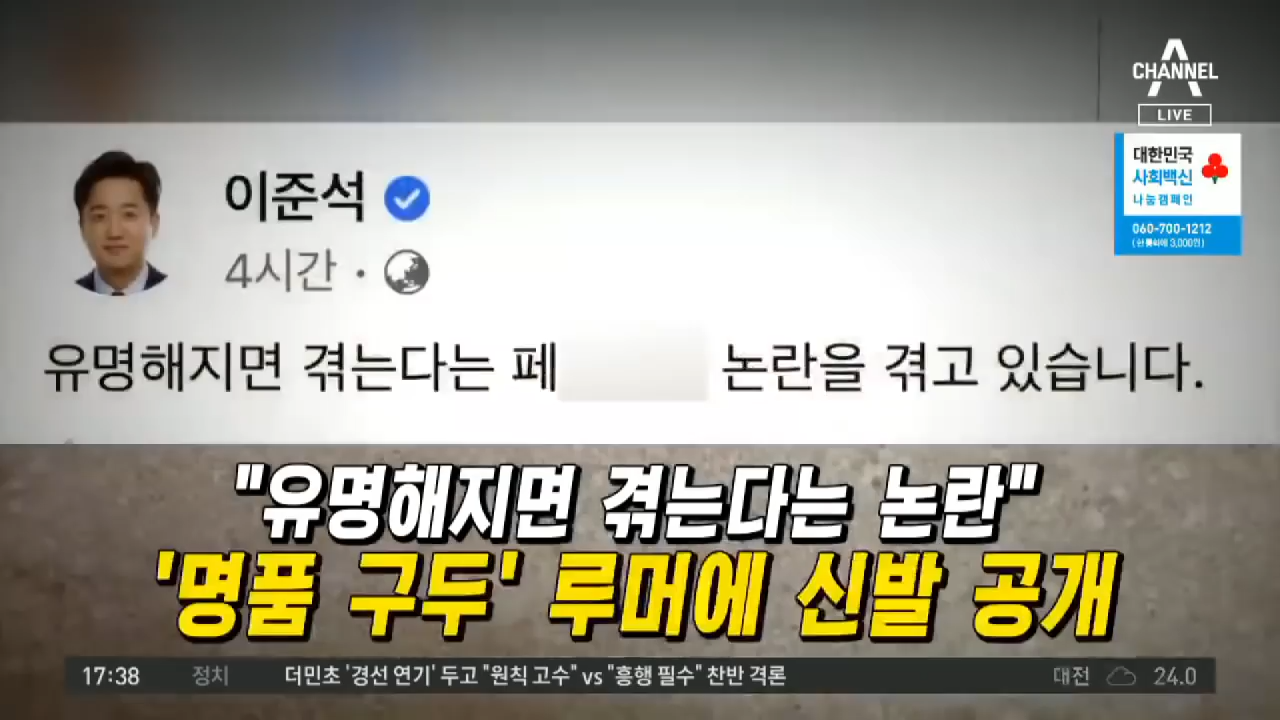 CHANNEL A
LIVE
대한민국
사회백신
나눔캠페인
060-700-1212
이준석
4시간 ·
유명해지면 겪는다는 페 논란을 겪고 있습니다.
"유명해지면 겪는다는 논란"
'명품 구두' 루머에 신발 공개
17:38 정치 더민초 '경선 연기' 두고 "원칙 고수" vs "흥행 필수" 찬반 격론 대전 24.0